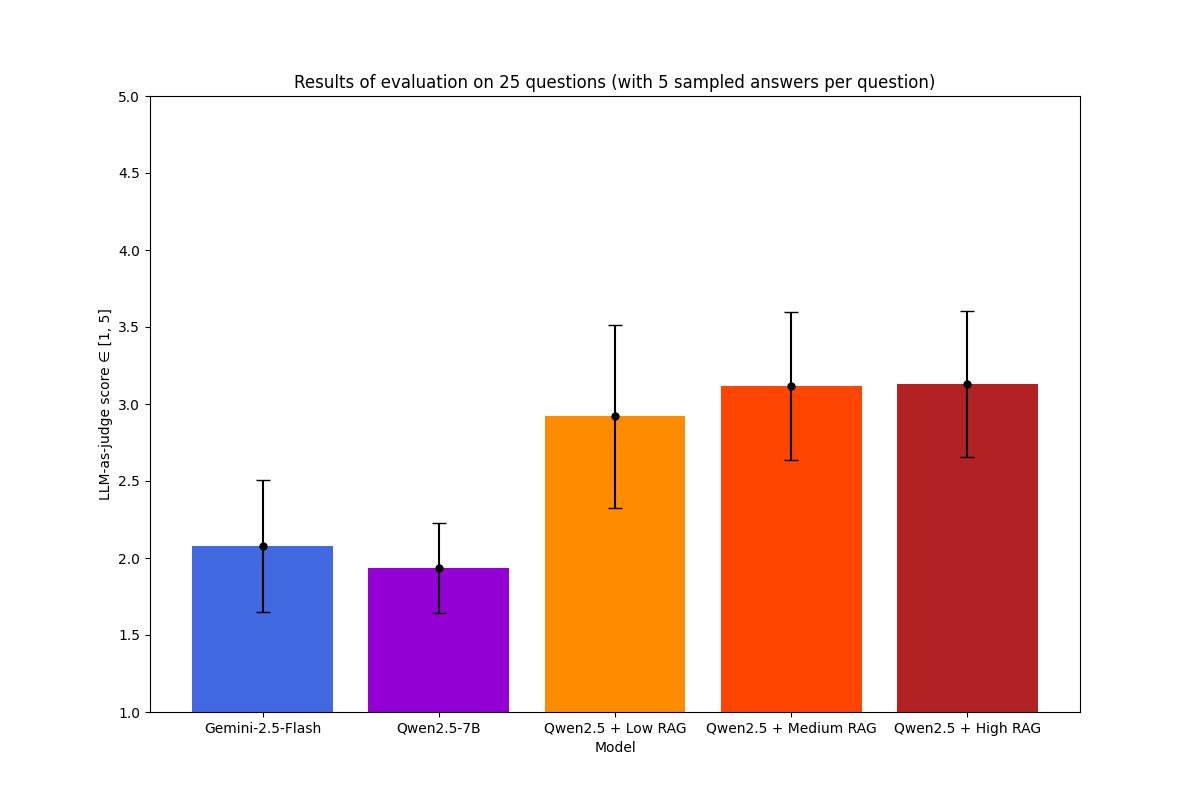 Results of evaluation on 25 questions (with 5 sampled answers per question)
5.0
4.5
4.0
3.5
3.0
2.5
2.0
1.5
1.0
LLM-as-judge score ∈ [1, 5]
Gemini-2.5-Flash
Qwen2.5-7B
Qwen2.5 + Low RAG
Qwen2.5 + Medium RAG
Qwen2.5 + High RAG
Model